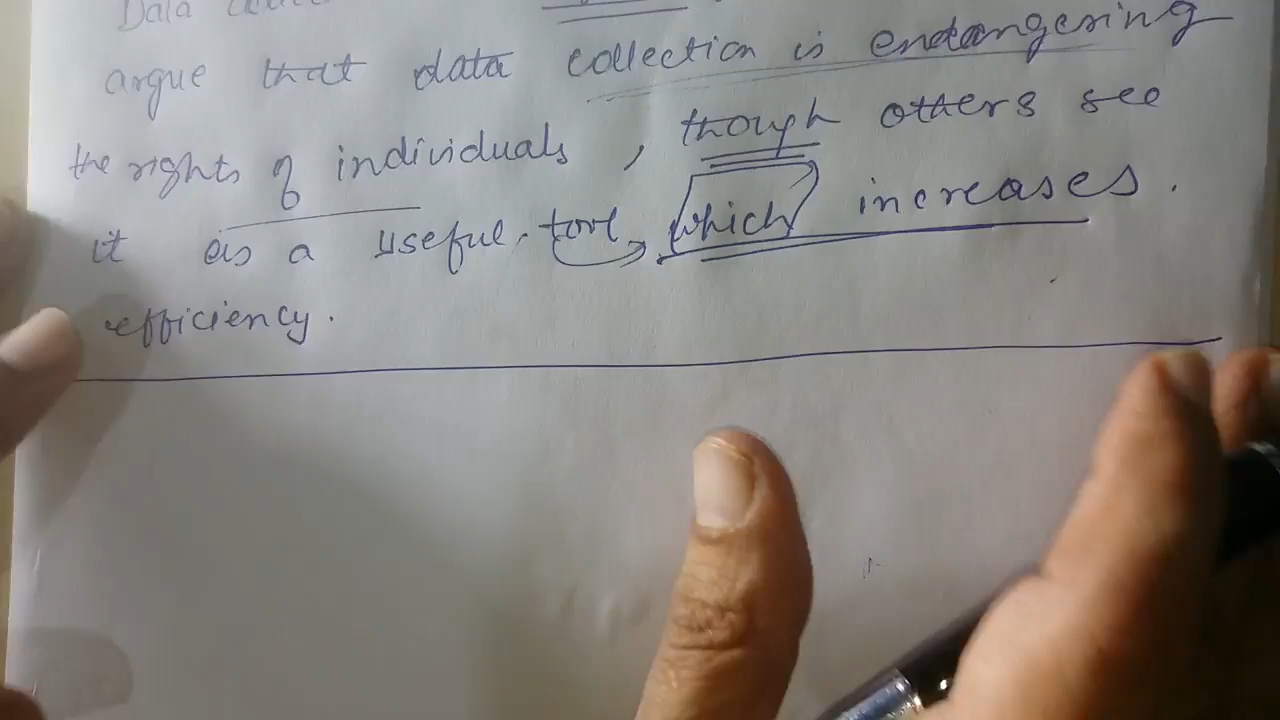 Data
argue that data collection is endangering
the rights of individuals, though others see
it as a useful tool, which increases.
efficiency.